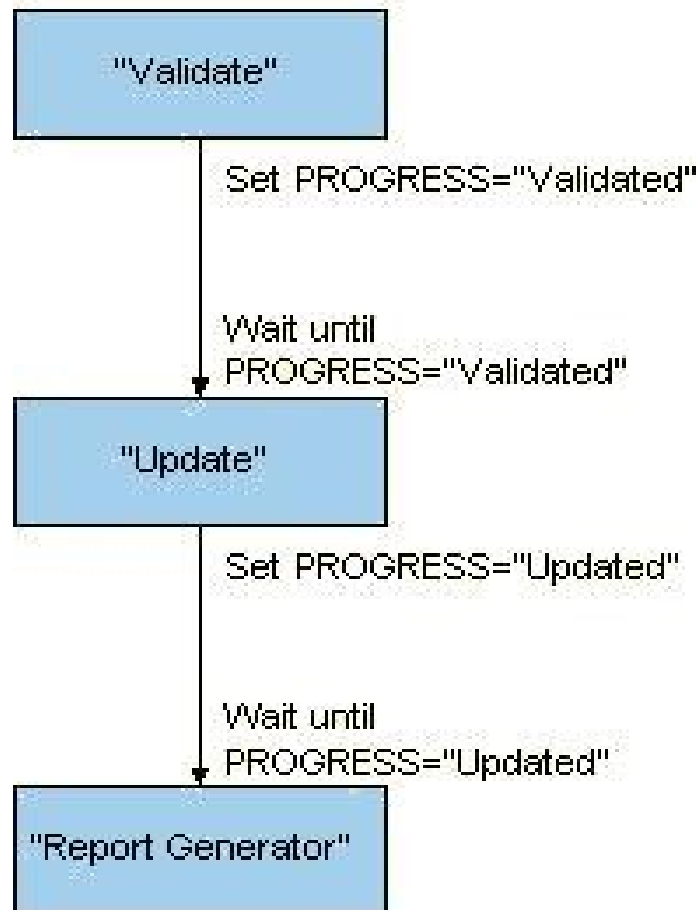 "Validate"
Set PROGRESS="Validated"
Wait until
PROGRESS="Validated"
"Update"
Set PROGRESS="Updated"
Wait until
PROGRESS="Updated"
"Report Generator"